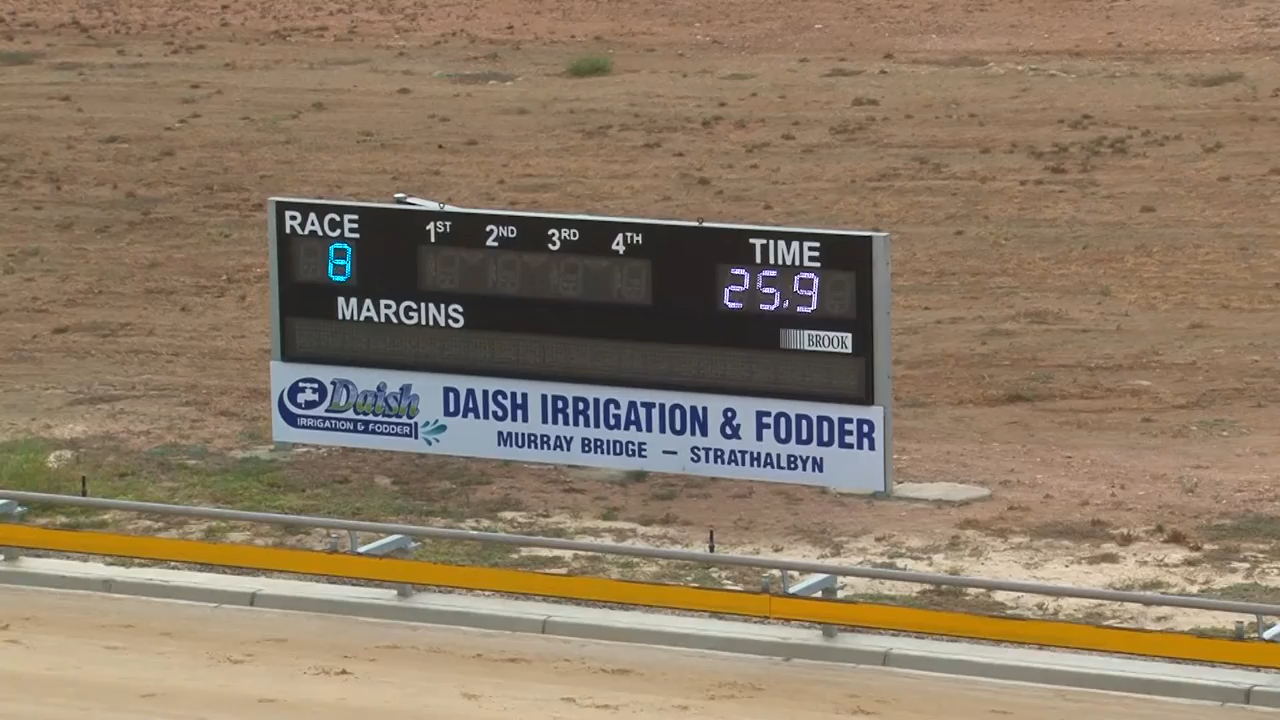 RACE 1ST 2ND 3RD 4TH TIME
8 25.9
MARGINS
BROOK
Daish
IRRIGATION & FODDER
DAISH IRRIGATION & FODDER
MURRAY BRIDGE — STRATHALBYN